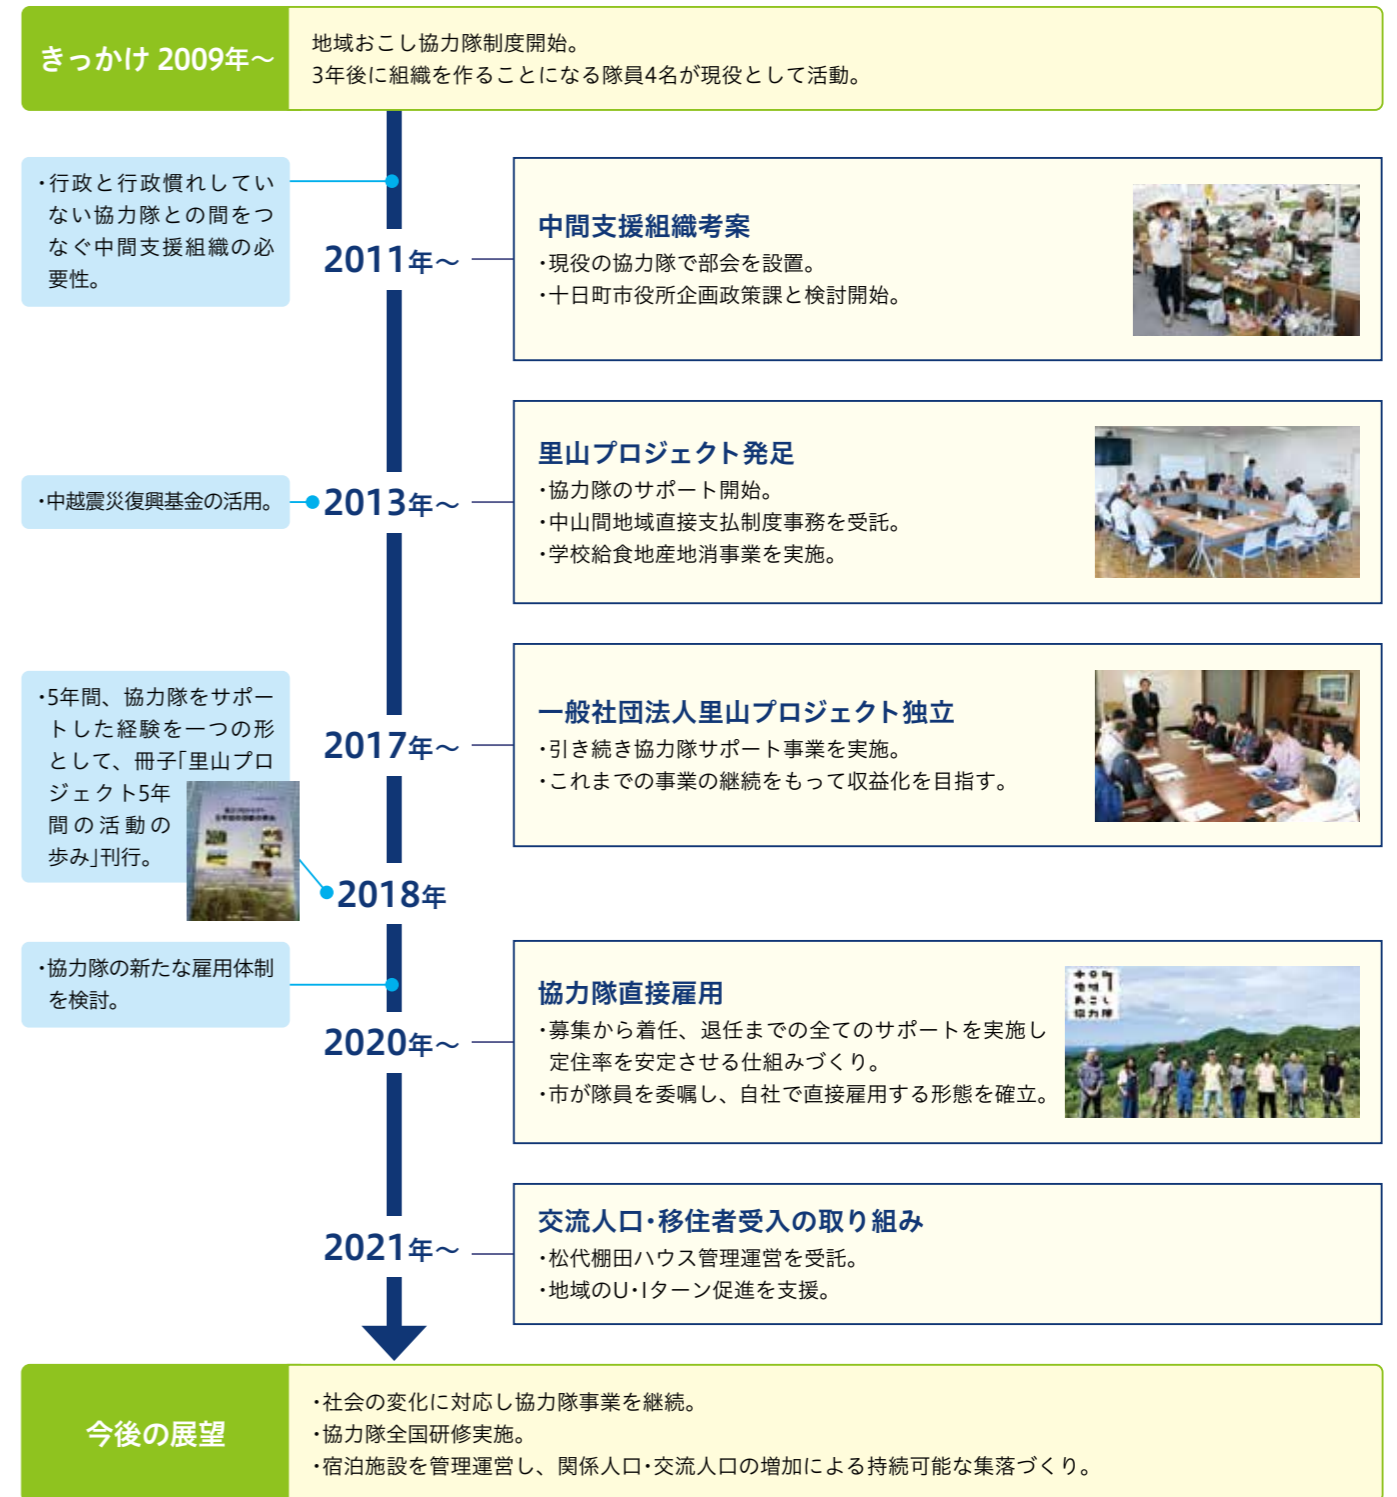 きっかけ 2009年～
地域おこし協力隊制度開始。
3年後に組織を作ることになる隊員4名が現役として活動。
・行政と行政慣れしてい
ない協力隊との間をつ
なぐ中間支援組織の必
要性。
2011年～
中間支援組織考案
・現役の協力隊で部会を設置。
・十日町市役所企画政策課と検討開始。
・中越震災復興基金の活用。
2013年～
里山プロジェクト発足
・協力隊のサポート開始。
・中山間地域直接支払制度事務を受託。
・学校給食地産地消事業を実施。
2017年～
一般社団法人里山プロジェクト独立
・引き続き協力隊サポート事業を実施。
・これまでの事業の継続をもって収益化を目指す。
・5年間、協力隊をサポー
トした経験を一つの形
として、冊子「里山プロ
ジェクト5年
間の活動の
歩み」刊行。
2018年
・協力隊の新たな雇用体制
を検討。
2020年～
協力隊直接雇用
・募集から着任、退任までの全てのサポートを実施し
定住率を安定させる仕組みづくり。
・市が隊員を委嘱し、自社で直接雇用する形態を確立。
十日町
地域
おこし
協力隊
2021年～
交流人口・移住者受入の取り組み
・松代棚田ハウス管理運営を受託。
・地域のU・Iターン促進を支援。
今後の展望
・社会の変化に対応し協力隊事業を継続。
・協力隊全国研修実施。
・宿泊施設を管理運営し、関係人口・交流人口の増加による持続可能な集落づくり。